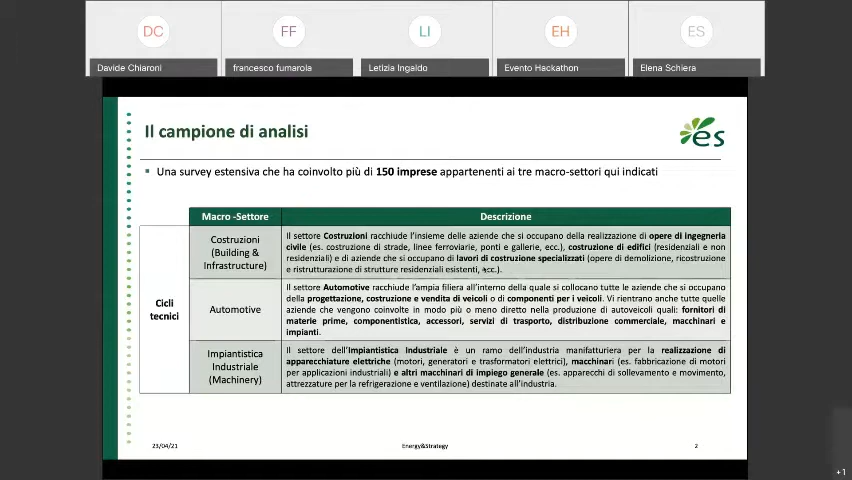 DC
FF
LI
EH
ES
Davide Chiaroni
francesco fumarola
Letizia Ingaldo
Evento Hackathon
Elena Schiera
Il campione di analisi
es
▪ Una survey estensiva che ha coinvolto più di 150 imprese appartenenti ai tre macro-settori qui indicati
Macro -Settore
Descrizione
Cicli
tecnici
Costruzioni
(Building &
Infrastructure)
Il settore Costruzioni racchiude l'insieme delle aziende che si occupano della realizzazione di opere di ingegneria
civile (es. costruzione di strade, linee ferroviarie, ponti e gallerie, ecc.), costruzione di edifici (residenziali e non
residenziali) e di aziende che si occupano di lavori di costruzione specializzati (opere di demolizione, ricostruzione
e ristrutturazione di strutture residenziali esistenti, ecc.).
Automotive
Il settore Automotive racchiude l'ampia filiera all'interno della quale si collocano tutte le aziende che si occupano
della progettazione, costruzione e vendita di veicoli o di componenti per i veicoli. Vi rientrano anche tutte quelle
aziende che vengono coinvolte in modo più o meno diretto nella produzione di autoveicoli quali: fornitori di
materie prime, componentistica, accessori, servizi di trasporto, distribuzione commerciale, macchinari e
impianti.
Impiantistica
Industriale
(Machinery)
Il settore dell'Impiantistica Industriale è un ramo dell'industria manifatturiera per la realizzazione di
apparecchiature elettriche (motori, generatori e trasformatori elettrici), macchinari (es. fabbricazione di motori
per applicazioni industriali) e altri macchinari di impiego generale (es. apparecchi di sollevamento e movimento,
attrezzature per la refrigerazione e ventilazione) destinate all'industria.
23/04/21
Energy&Strategy
2
+1